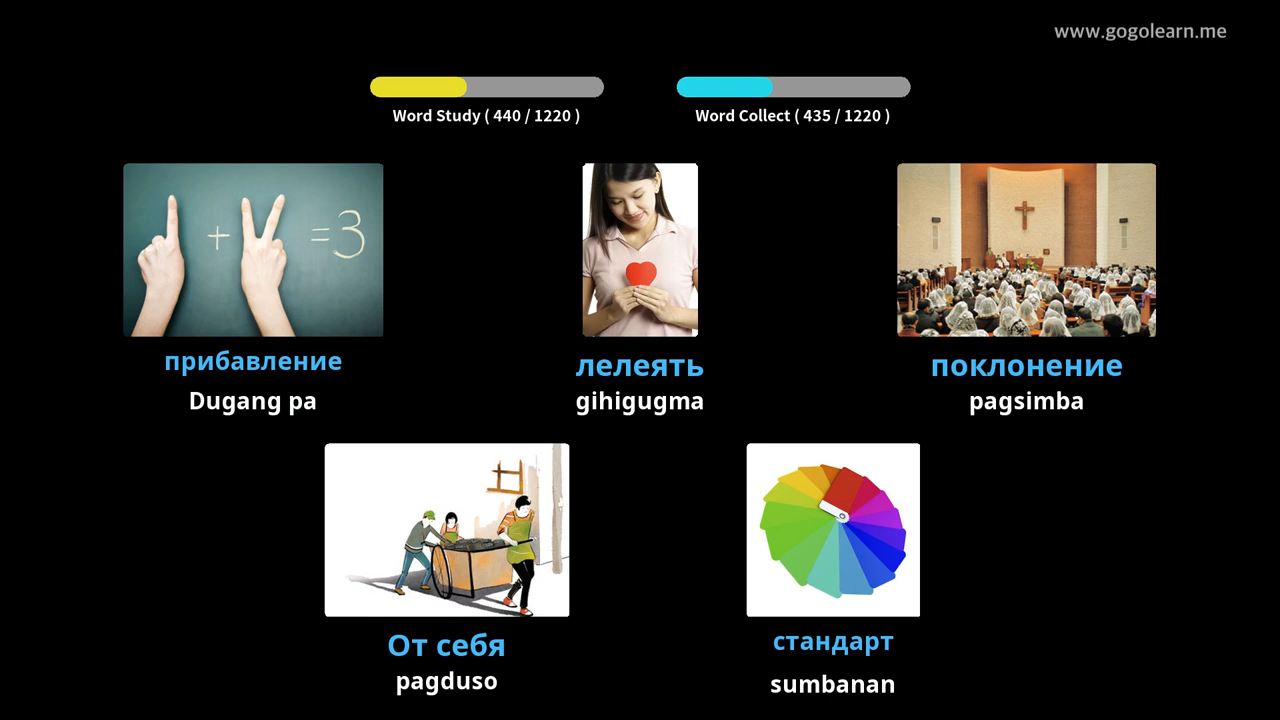 www.gogolearn.me
Word Study ( 440 / 1220 )
Word Collect ( 435 / 1220 )
+ =3
прибавление
Dugang pa
лелеять
gihigugma
поклонение
pagsimba
От себя
pagduso
стандарт
sumbanan